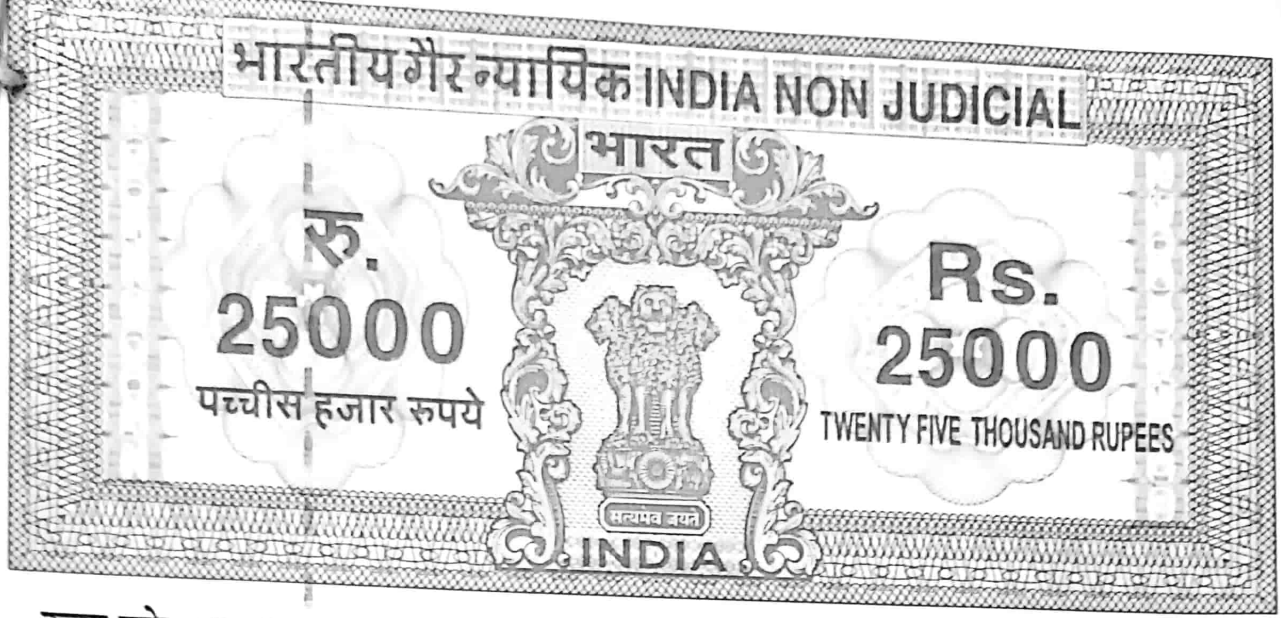 भारतीय गैर न्यायिक INDIA NON JUDICIAL
भारत
रु.
25000
पच्चीस हजार रुपये
Rs.
25000
TWENTY FIVE THOUSAND RUPEES
सत्यमेव जयते
INDIA